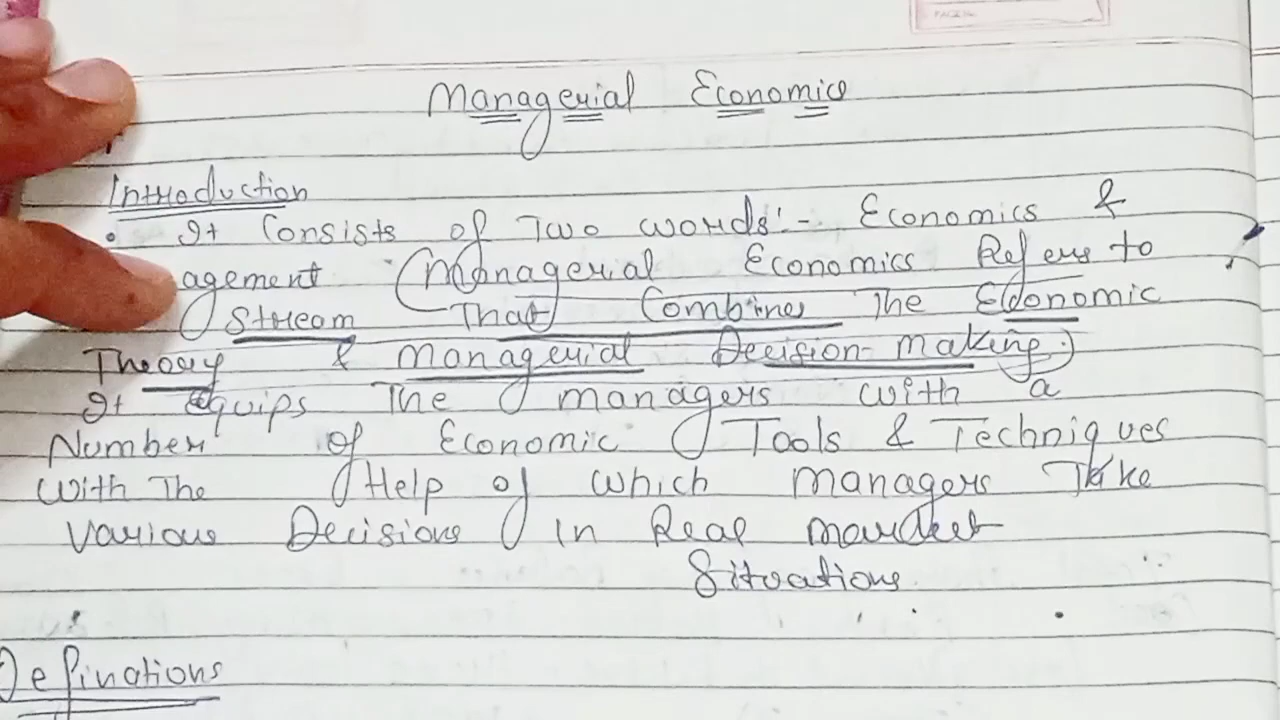 Managerial Economics
Introduction
• It Consists of Two words:- Economics &
agement (Managerial Economics Refers to
Stream That Combines The Economic
Theory & Managerial Decision-making)
It Equips The managers with a
Number of Economic Tools & Techniques
With The Help of which managers Take
Various Decisions in Real market
Situations.
Definations